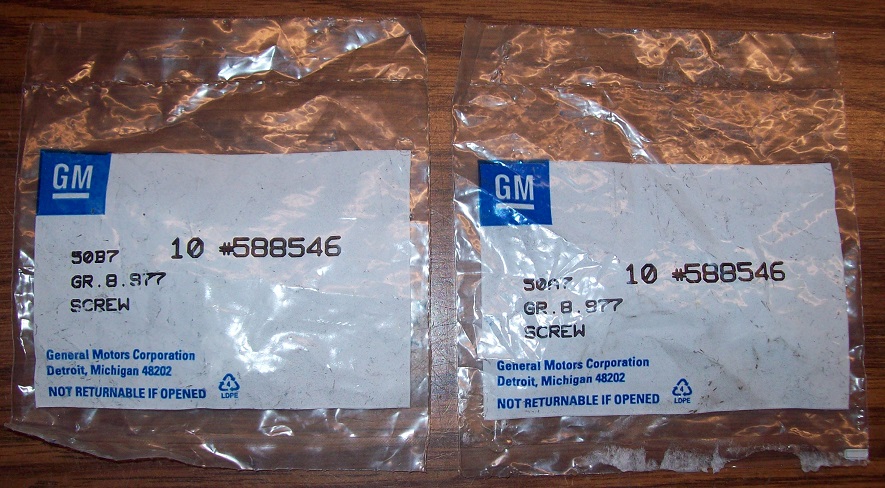 GM
50B7 10 #588546
GR.8.977
SCREW
General Motors Corporation
Detroit, Michigan 48202
NOT RETURNABLE IF OPENED
4
LDPE
GM
50A7 10 #588546
GR.8.977
SCREW
General Motors Corporation
Detroit, Michigan 48202
NOT RETURNABLE IF OPENED
4
LDPE